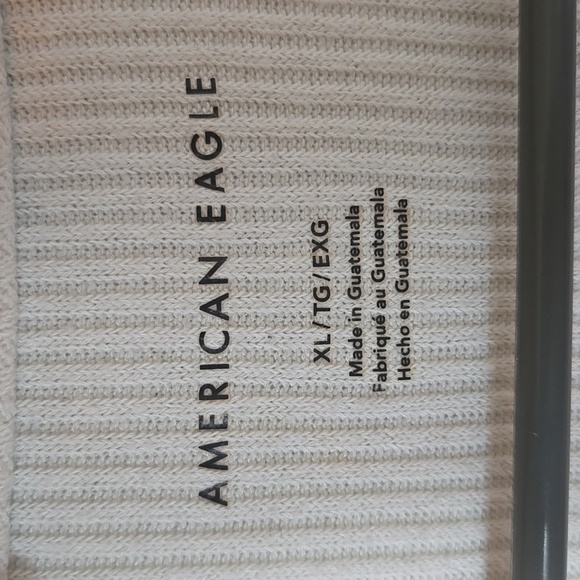 AMERICAN EAGLE
XL/TG/EXG
Made in Guatemala
Fabriqué au Guatemala
Hecho en Guatemala